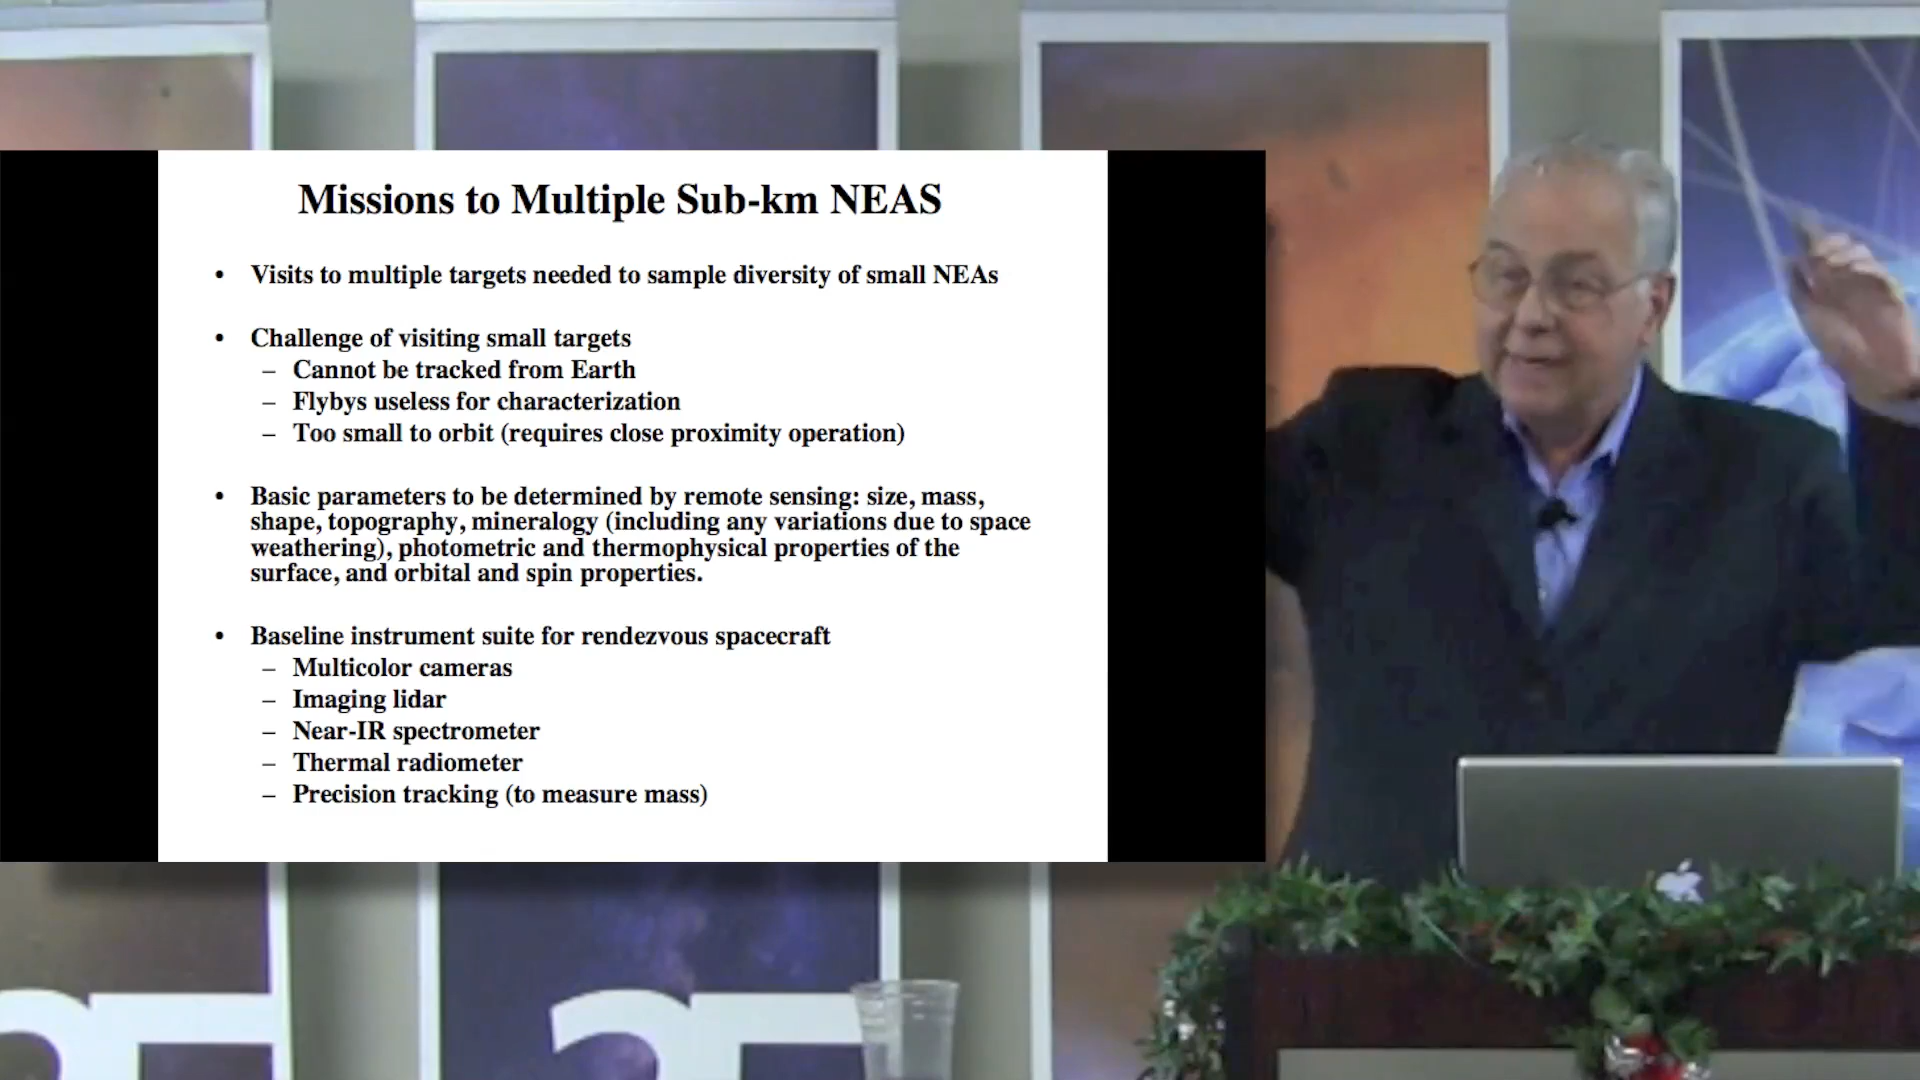 Missions to Multiple Sub-km NEAS
• Visits to multiple targets needed to sample diversity of small NEAs
• Challenge of visiting small targets
– Cannot be tracked from Earth
– Flybys useless for characterization
– Too small to orbit (requires close proximity operation)
• Basic parameters to be determined by remote sensing: size, mass,
shape, topography, mineralogy (including any variations due to space
weathering), photometric and thermophysical properties of the
surface, and orbital and spin properties.
• Baseline instrument suite for rendezvous spacecraft
– Multicolor cameras
– Imaging lidar
– Near-IR spectrometer
– Thermal radiometer
– Precision tracking (to measure mass)